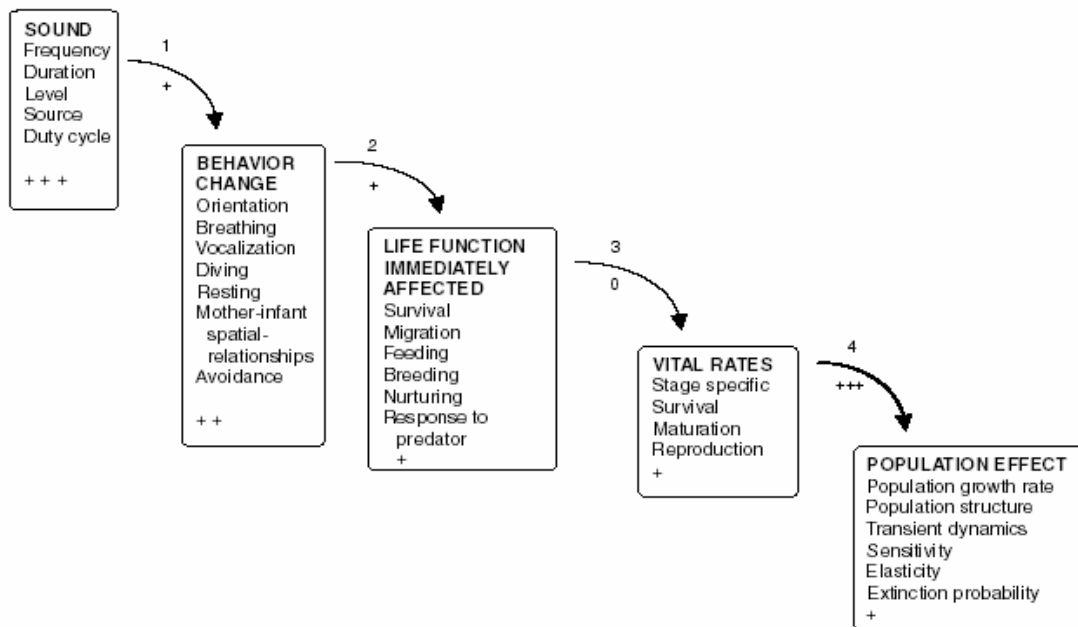 SOUND
Frequency
Duration
Level
Source
Duty cycle
+ + +
1
+
BEHAVIOR
CHANGE
Orientation
Breathing
Vocalization
Diving
Resting
Mother-infant
spatial-
relationships
Avoidance
+ +
2
+
LIFE FUNCTION
IMMEDIATELY
AFFECTED
Survival
Migration
Feeding
Breeding
Nurturing
Response to
predator
+
3
0
VITAL RATES
Stage specific
Survival
Maturation
Reproduction
+
4
+++
POPULATION EFFECT
Population growth rate
Population structure
Transient dynamics
Sensitivity
Elasticity
Extinction probability
+